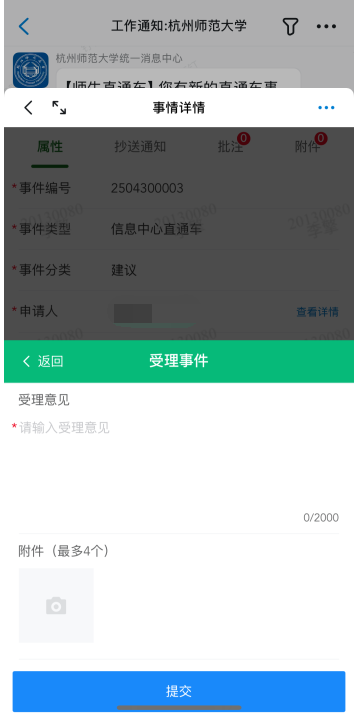 工作通知:杭州师范大学
杭州师范大学统一消息中心
【师生直通车】您有新的直通车事
事情详情
属性 抄送通知 批注 0 附件 0
*事件编号 2504300003
*事件类型 信息中心直通车
*事件分类 建议
*申请人 查看详情
20130080
20130080
20130080
返回 受理事件
受理意见
*请输入受理意见
0/2000
附件（最多4个）
提交